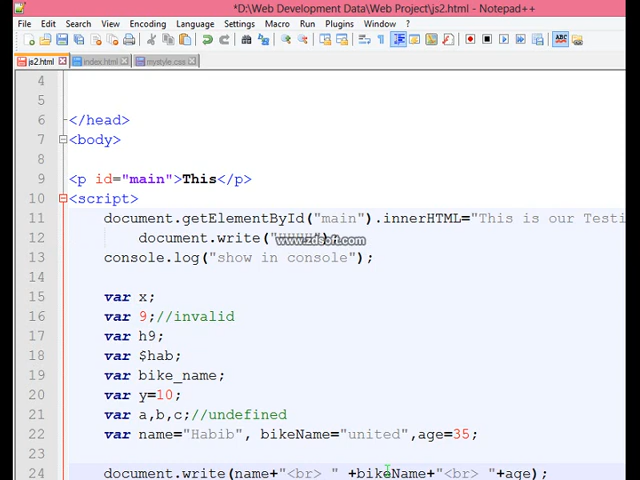 *D:\Web Development Data\Web Project\js2.html - Notepad++
File Edit Search View Encoding Language Settings Macro Run Plugins Window ?
js2.html index.html mystyle.css
4
5
6 </head>
7 <body>
8
9 <p id="main">This</p>
10 <script>
11 document.getElementById("main").innerHTML="This is our Testi
12 document.write("
www.zdsoft.com
13 console.log("show in console");
14
15 var x;
16 var 9;//invalid
17 var h9;
18 var $hab;
19 var bike_name;
20 var y=10;
21 var a,b,c;//undefined
22 var name="Habib", bikeName="united",age=35;
23
24 document.write(name+"<br> " +bikeName+"<br> "+age);